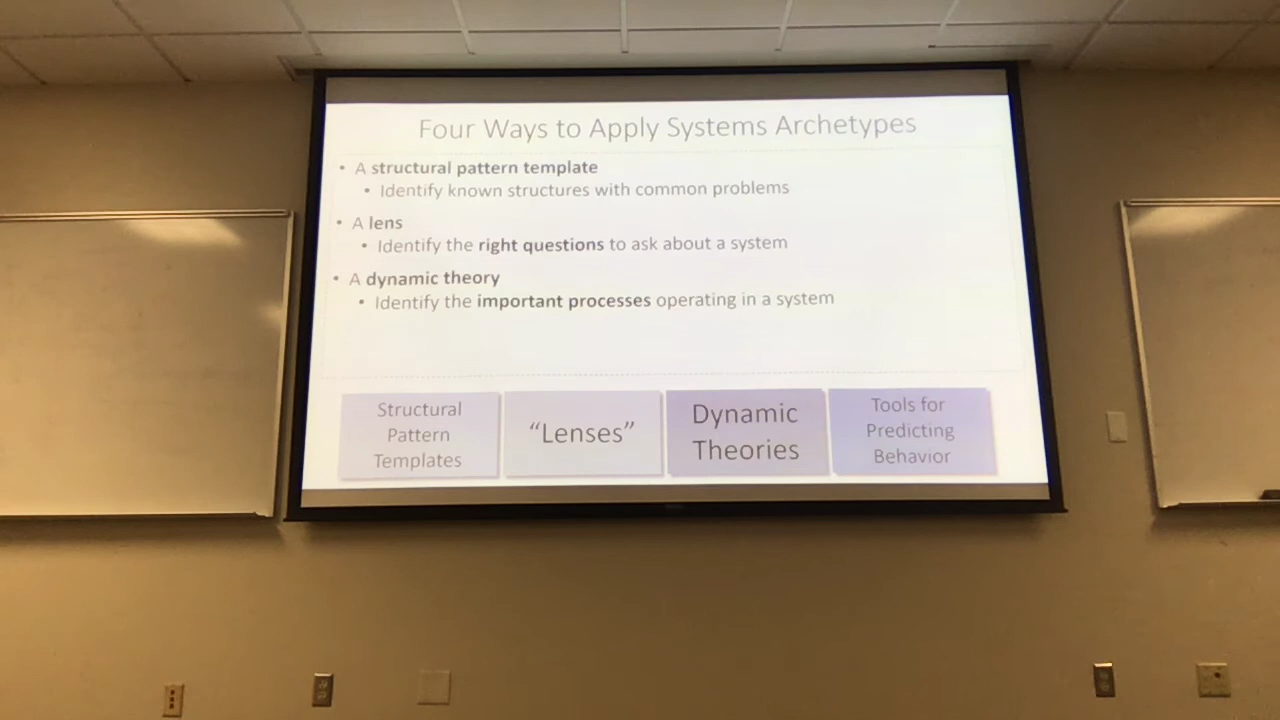 Four Ways to Apply Systems Archetypes
• A structural pattern template
• Identify known structures with common problems
• A lens
• Identify the right questions to ask about a system
• A dynamic theory
• Identify the important processes operating in a system
Structural
Pattern
Templates
“Lenses”
Dynamic
Theories
Tools for
Predicting
Behavior